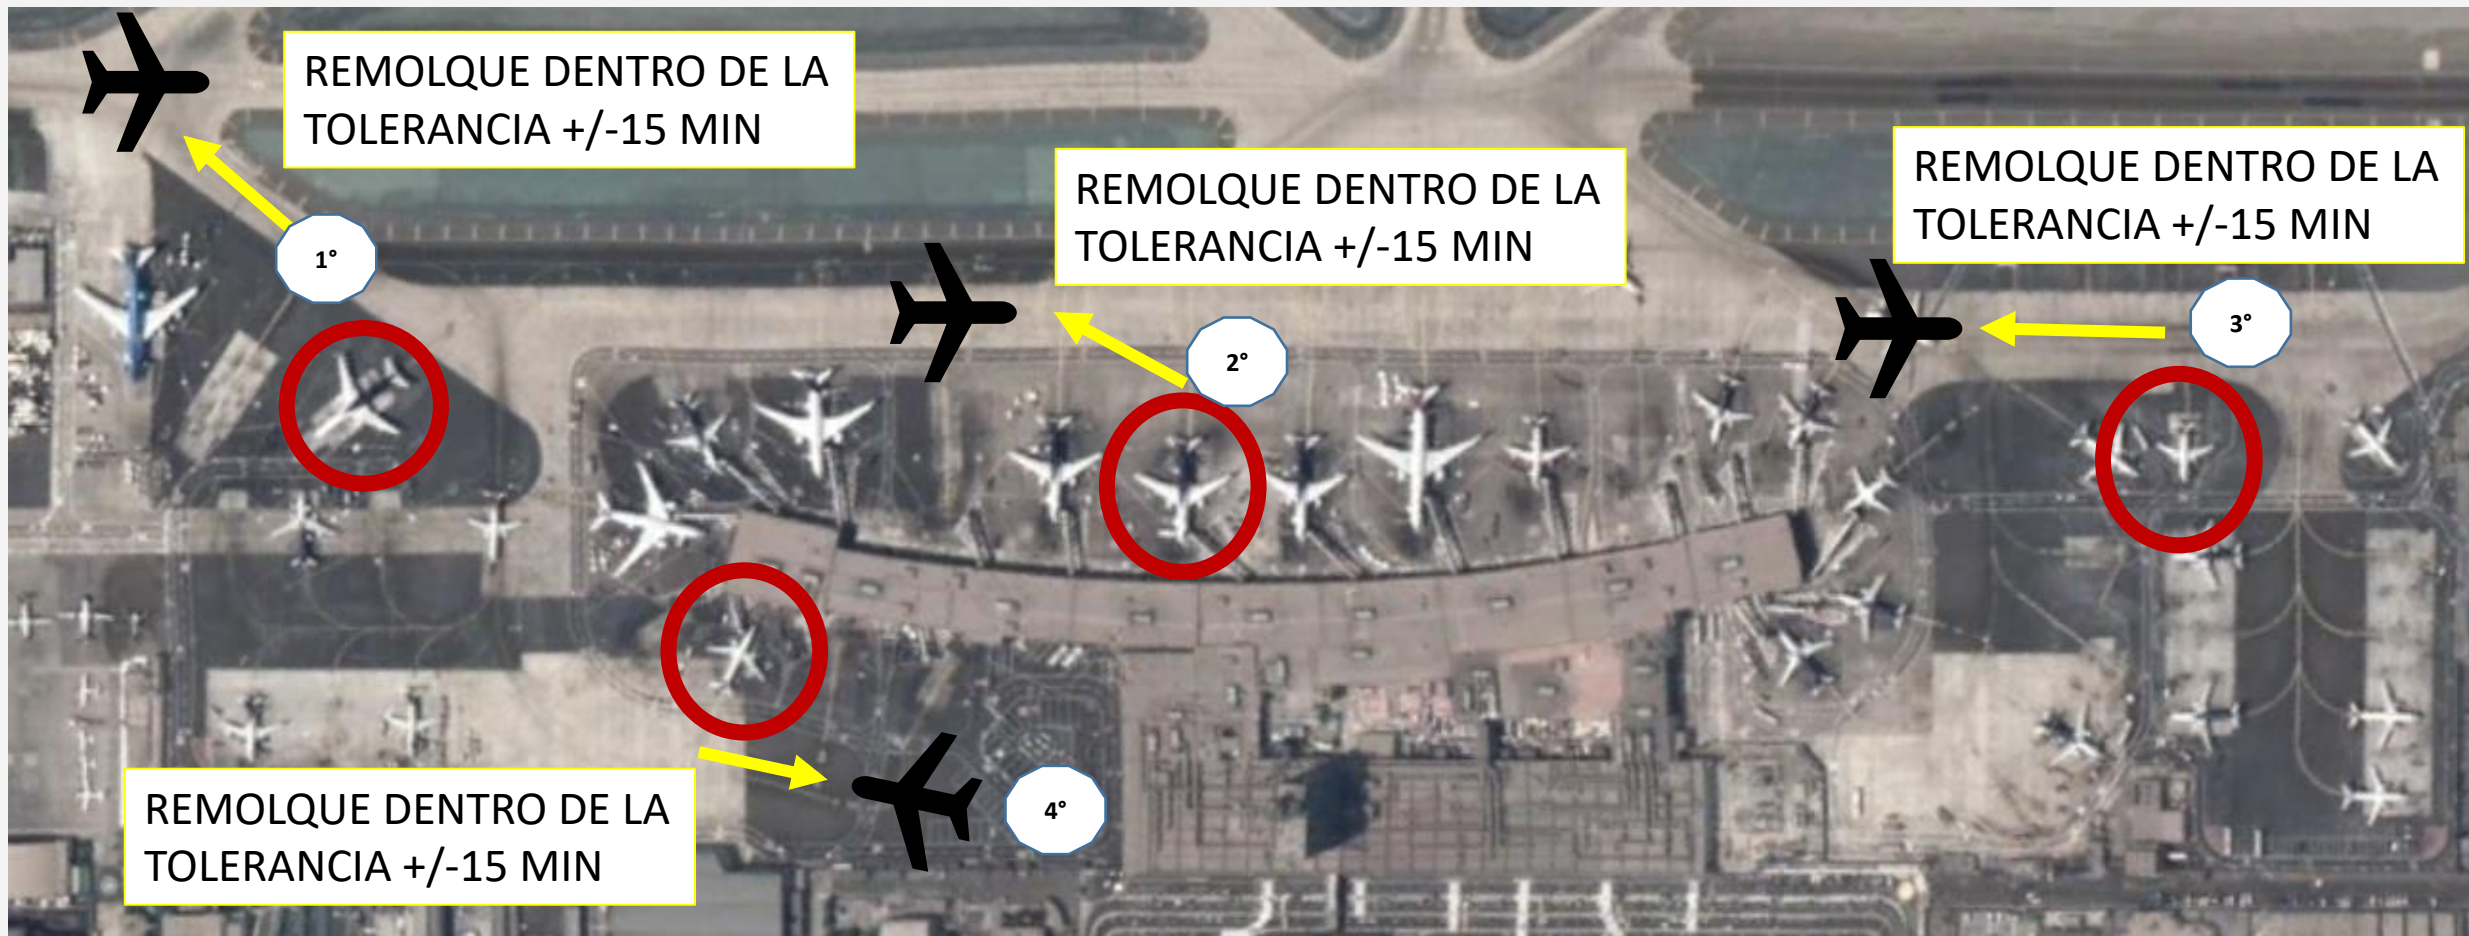 REMOLQUE DENTRO DE LA
TOLERANCIA +/-15 MIN
1°
REMOLQUE DENTRO DE LA
TOLERANCIA +/-15 MIN
2°
REMOLQUE DENTRO DE LA
TOLERANCIA +/-15 MIN
3°
REMOLQUE DENTRO DE LA
TOLERANCIA +/-15 MIN
4°